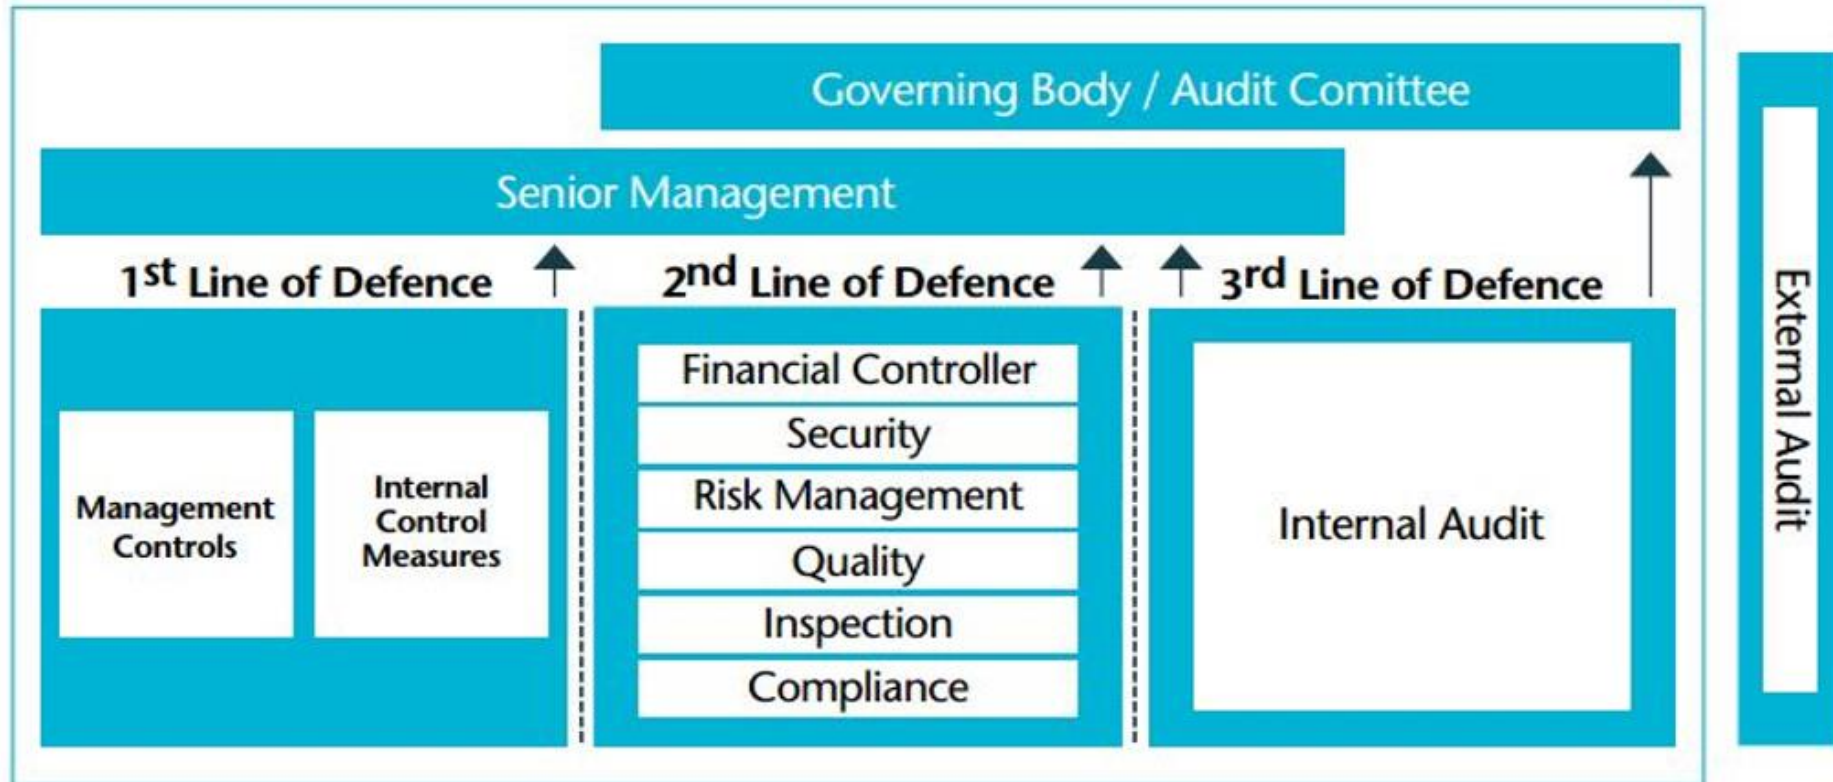 Governing Body / Audit Comittee
Senior Management
1st Line of Defence
2nd Line of Defence
3rd Line of Defence
Management
Controls
Internal
Control
Measures
Financial Controller
Security
Risk Management
Quality
Inspection
Compliance
Internal Audit
External Audit